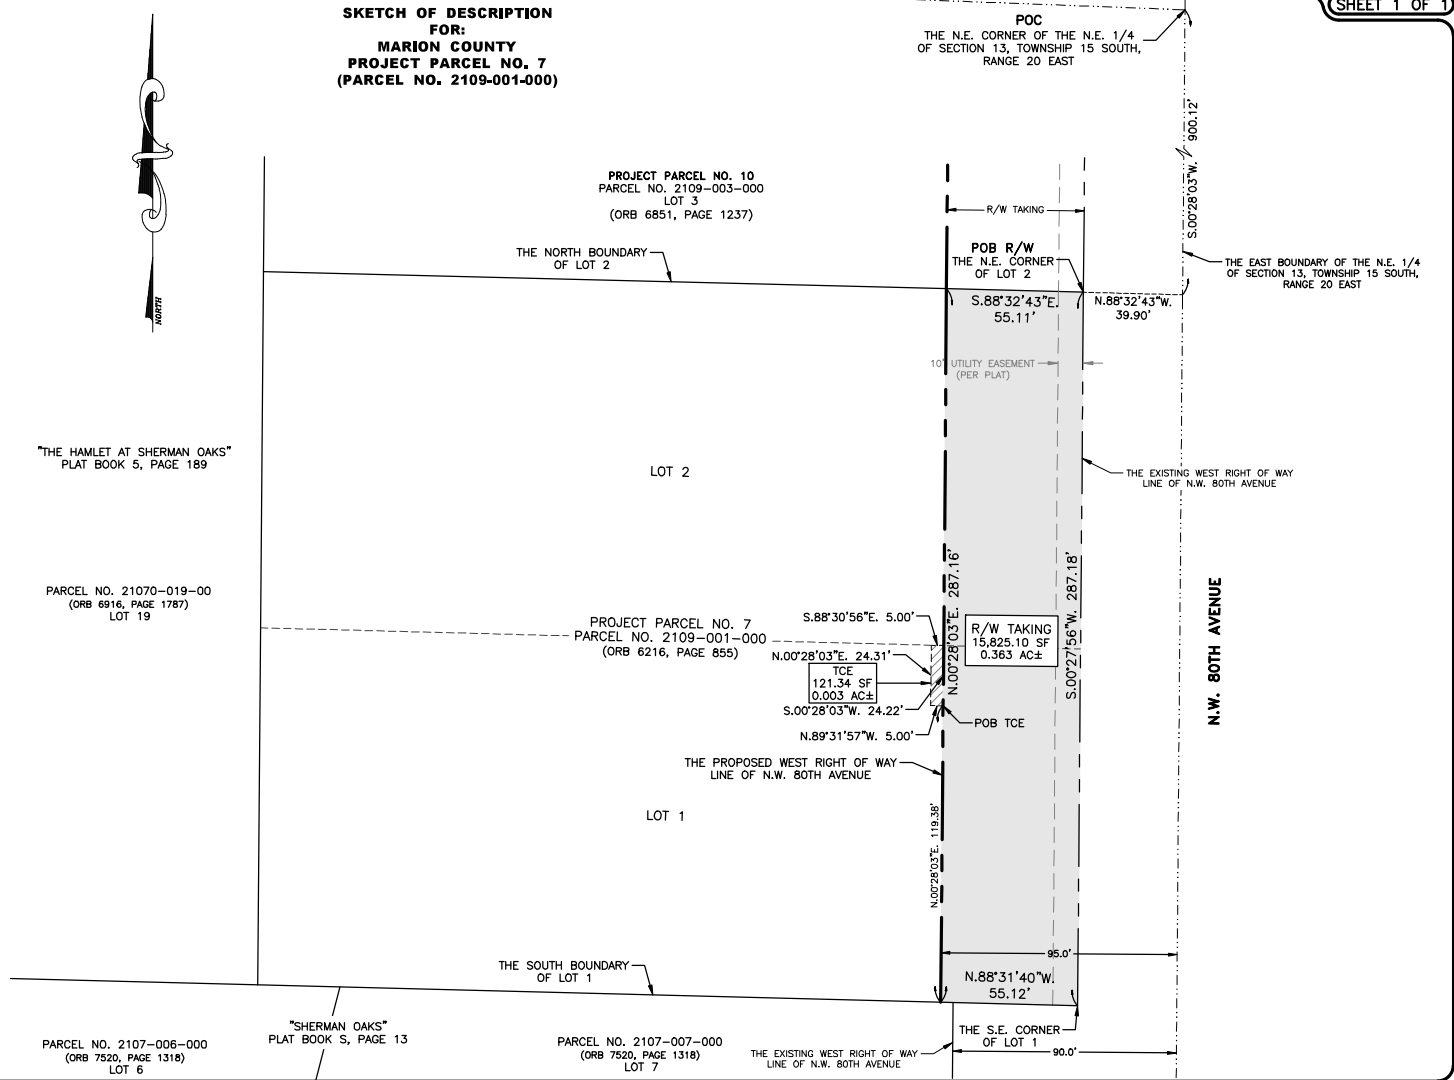 SHEET 1 OF 1
SKETCH OF DESCRIPTION
FOR:
MARION COUNTY
PROJECT PARCEL NO. 7
(PARCEL NO. 2109-001-000)
POC
THE N.E. CORNER OF THE N.E. 1/4
OF SECTION 13, TOWNSHIP 15 SOUTH,
RANGE 20 EAST
S.00°28'03"W. 900.12'
NORTH
PROJECT PARCEL NO. 10
PARCEL NO. 2109-003-000
LOT 3
(ORB 6851, PAGE 1237)
R/W TAKING
THE NORTH BOUNDARY
OF LOT 2
POB R/W
THE N.E. CORNER
OF LOT 2
THE EAST BOUNDARY OF THE N.E. 1/4
OF SECTION 13, TOWNSHIP 15 SOUTH,
RANGE 20 EAST
S.88°32'43"E.
55.11'
N.88°32'43"W.
39.90'
10' UTILITY EASEMENT
(PER PLAT)
"THE HAMLET AT SHERMAN OAKS"
PLAT BOOK 5, PAGE 189
LOT 2
THE EXISTING WEST RIGHT OF WAY
LINE OF N.W. 80TH AVENUE
PARCEL NO. 21070-019-00
(ORB 6916, PAGE 1787)
LOT 19
N.00°28'03"E. 287.16'
S.00°27'56"W. 287.18'
N.W. 80TH AVENUE
PROJECT PARCEL NO. 7
PARCEL NO. 2109-001-000
(ORB 6216, PAGE 855)
S.88°30'56"E. 5.00'
R/W TAKING
15,825.10 SF
0.363 AC±
N.00°28'03"E. 24.31'
TCE
121.34 SF
0.003 AC±
S.00°28'03"W. 24.22'
POB TCE
N.89°31'57"W. 5.00'
THE PROPOSED WEST RIGHT OF WAY
LINE OF N.W. 80TH AVENUE
LOT 1
N.00°28'03"E. 119.38'
95.0'
THE SOUTH BOUNDARY
OF LOT 1
N.88°31'40"W.
55.12'
"SHERMAN OAKS"
PLAT BOOK S, PAGE 13
PARCEL NO. 2107-006-000
(ORB 7520, PAGE 1318)
LOT 6
PARCEL NO. 2107-007-000
(ORB 7520, PAGE 1318)
LOT 7
THE EXISTING WEST RIGHT OF WAY
LINE OF N.W. 80TH AVENUE
THE S.E. CORNER
OF LOT 1
90.0'